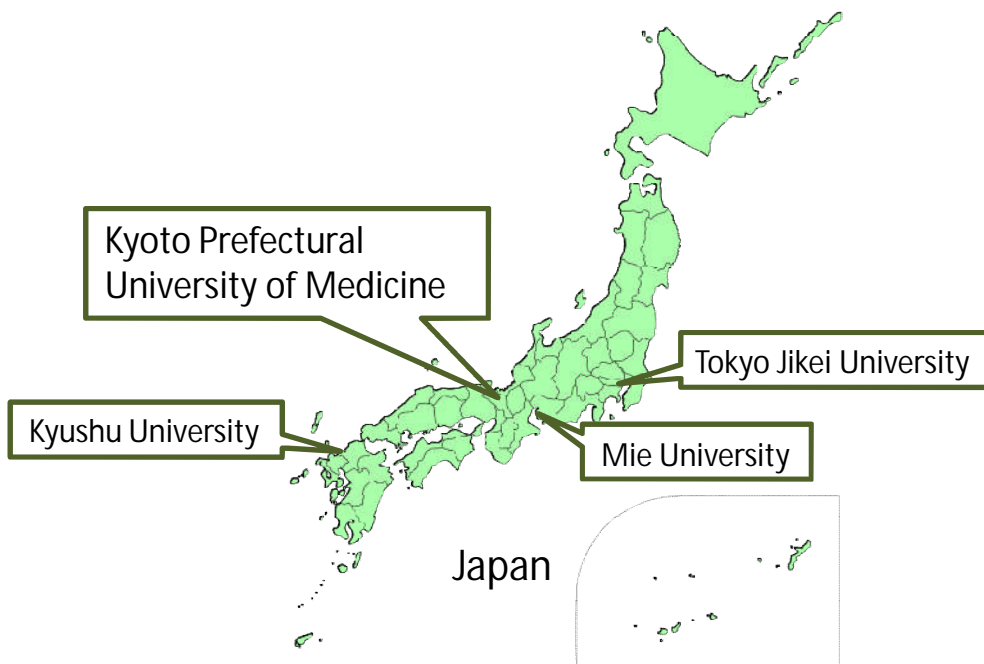 Kyoto Prefectural
University of Medicine
Tokyo Jikei University
Kyushu University
Mie University
Japan